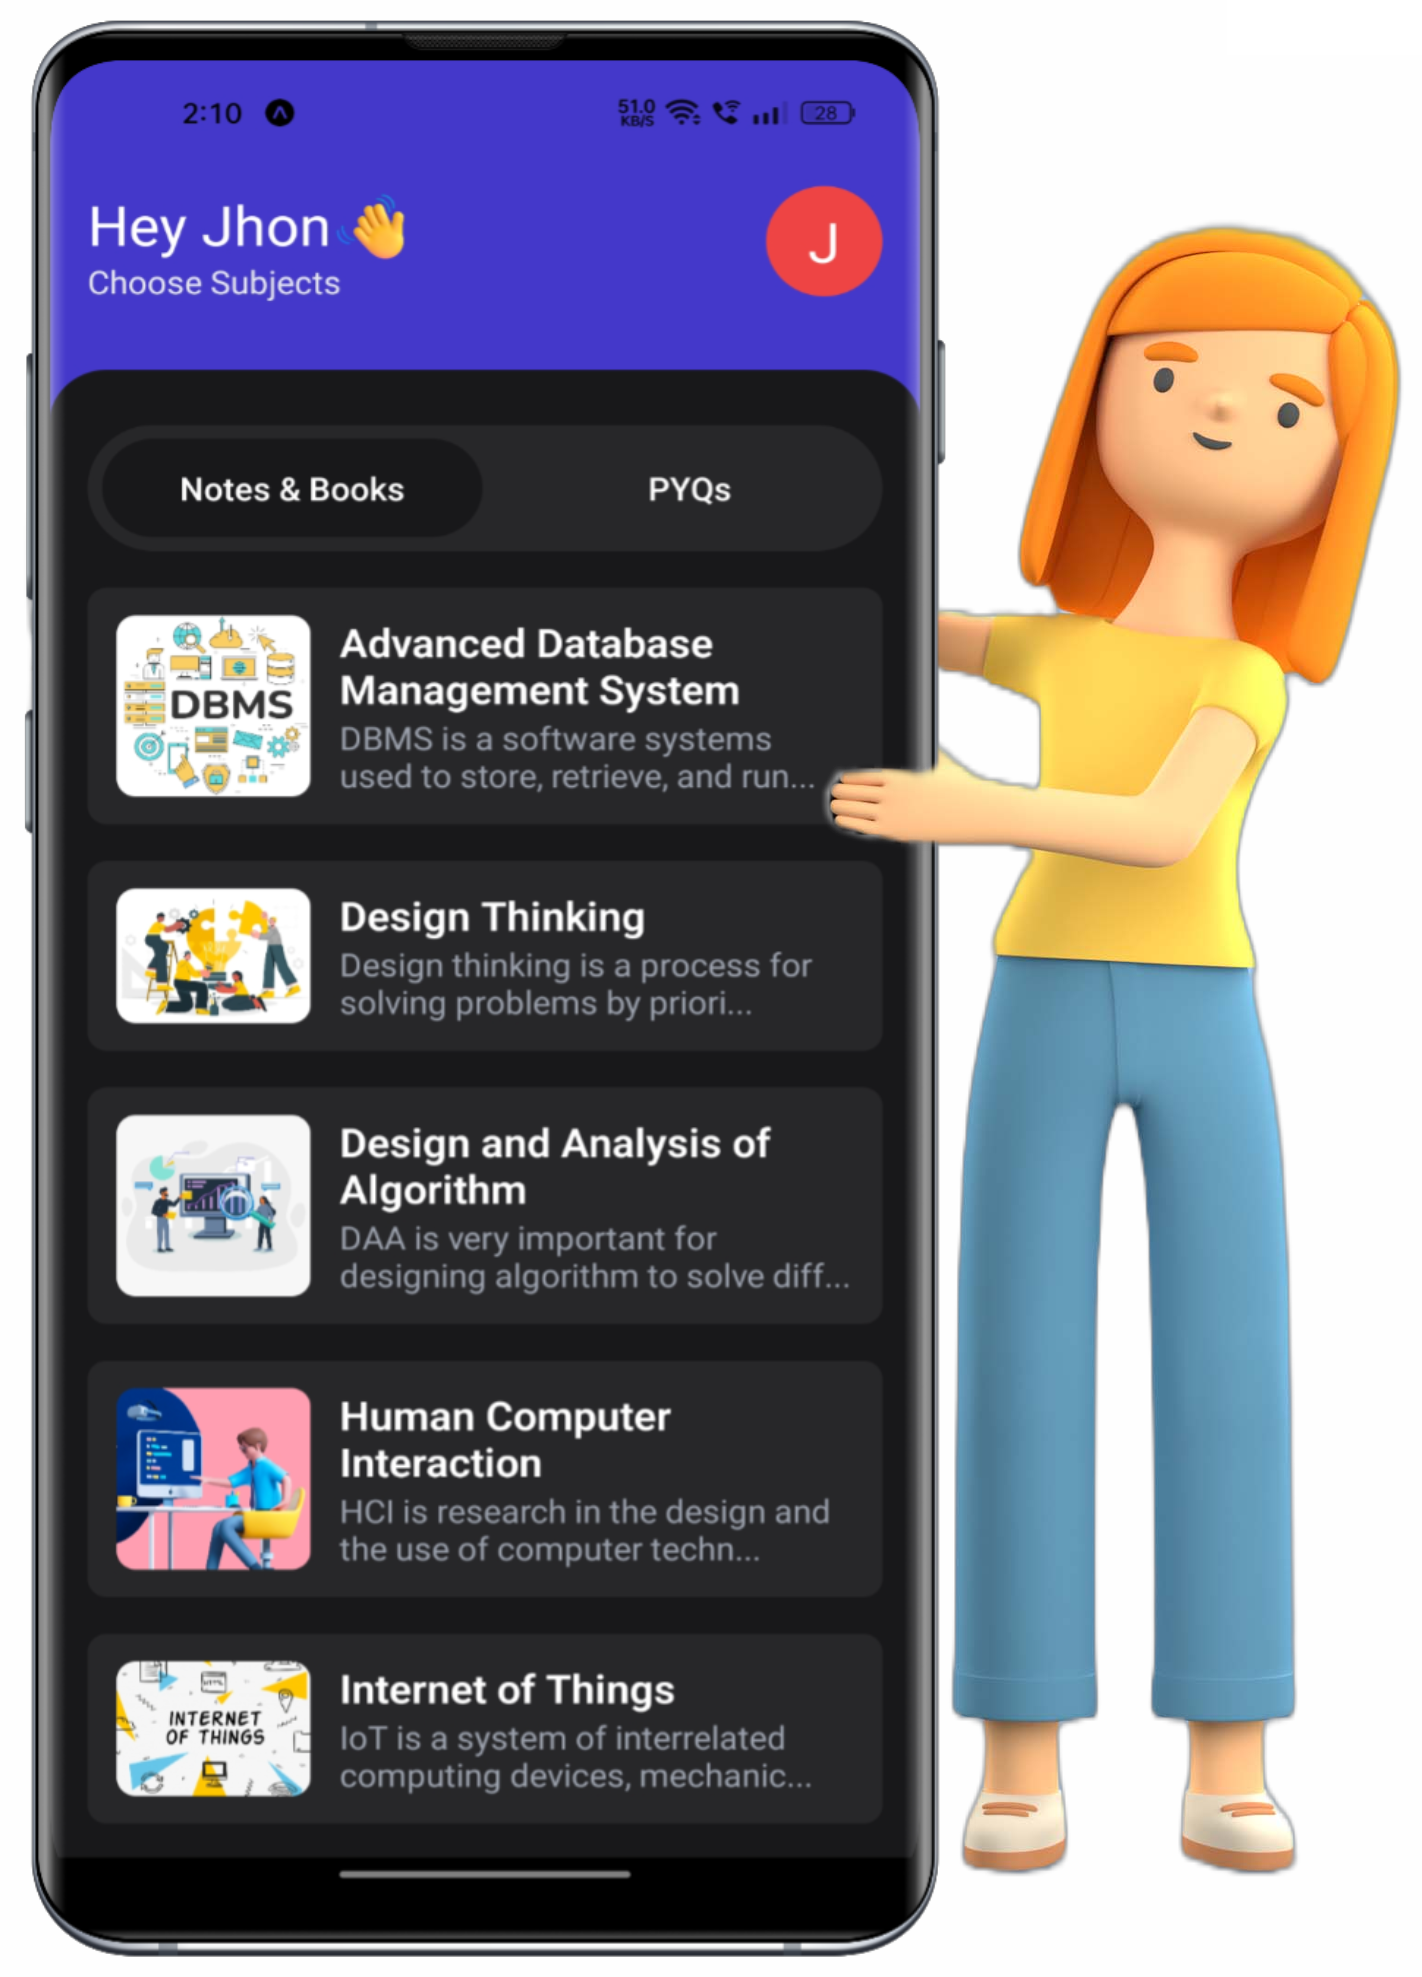 2:10
51.0
KB/S
28
Hey Jhon 👋
Choose Subjects
J
Notes & Books
PYQs
DBMS
Advanced Database
Management System
DBMS is a software systems
used to store, retrieve, and run...
Design Thinking
Design thinking is a process for
solving problems by priori...
Design and Analysis of
Algorithm
DAA is very important for
designing algorithm to solve diff...
Human Computer
Interaction
HCI is research in the design and
the use of computer techn...
INTERNET
OF THINGS
Internet of Things
IoT is a system of interrelated
computing devices, mechanic...